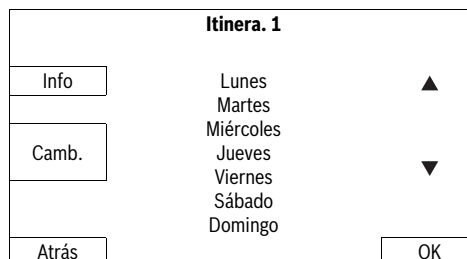 Itinera. 1
Info
Lunes
Martes
Miércoles
Camb.
Jueves
Viernes
Sábado
Domingo
Atrás
OK